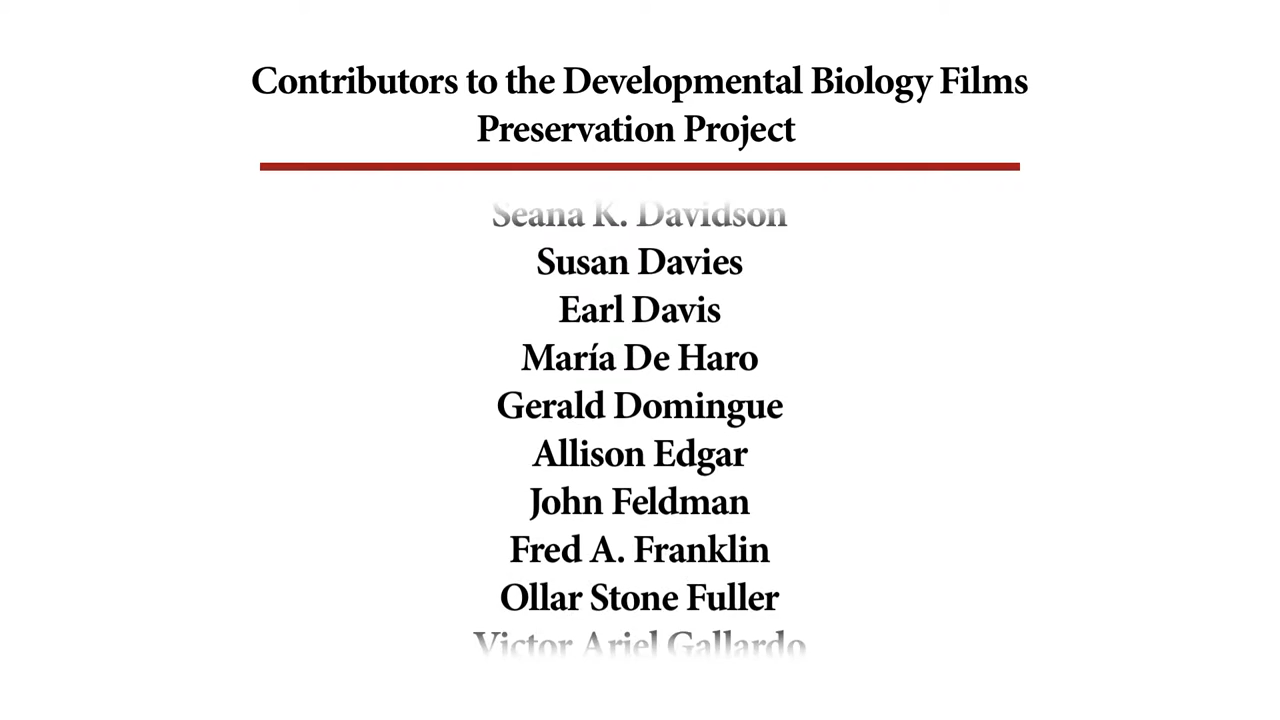 Contributors to the Developmental Biology Films
Preservation Project
Seana K. Davidson
Susan Davies
Earl Davis
María De Haro
Gerald Domingue
Allison Edgar
John Feldman
Fred A. Franklin
Ollar Stone Fuller
Victor Ariel Gallardo